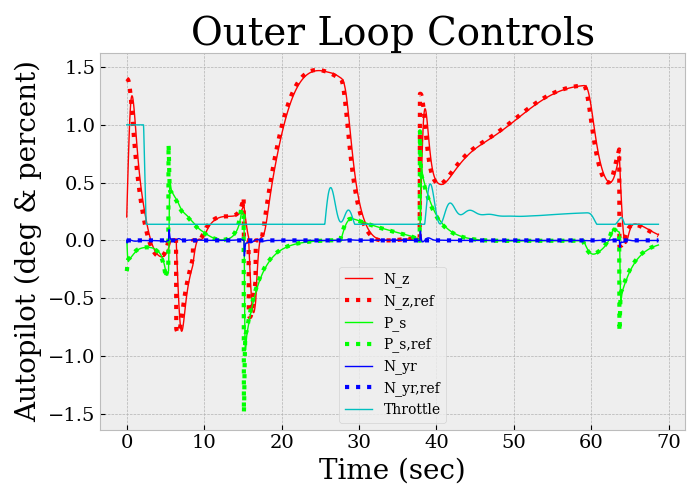 Outer Loop Controls
Autopilot (deg & percent)
1.5
1.0
0.5
0.0
−0.5
−1.0
−1.5
N_z
N_z,ref
P_s
P_s,ref
N_yr
N_yr,ref
Throttle
0 10 20 30 40 50 60 70
Time (sec)